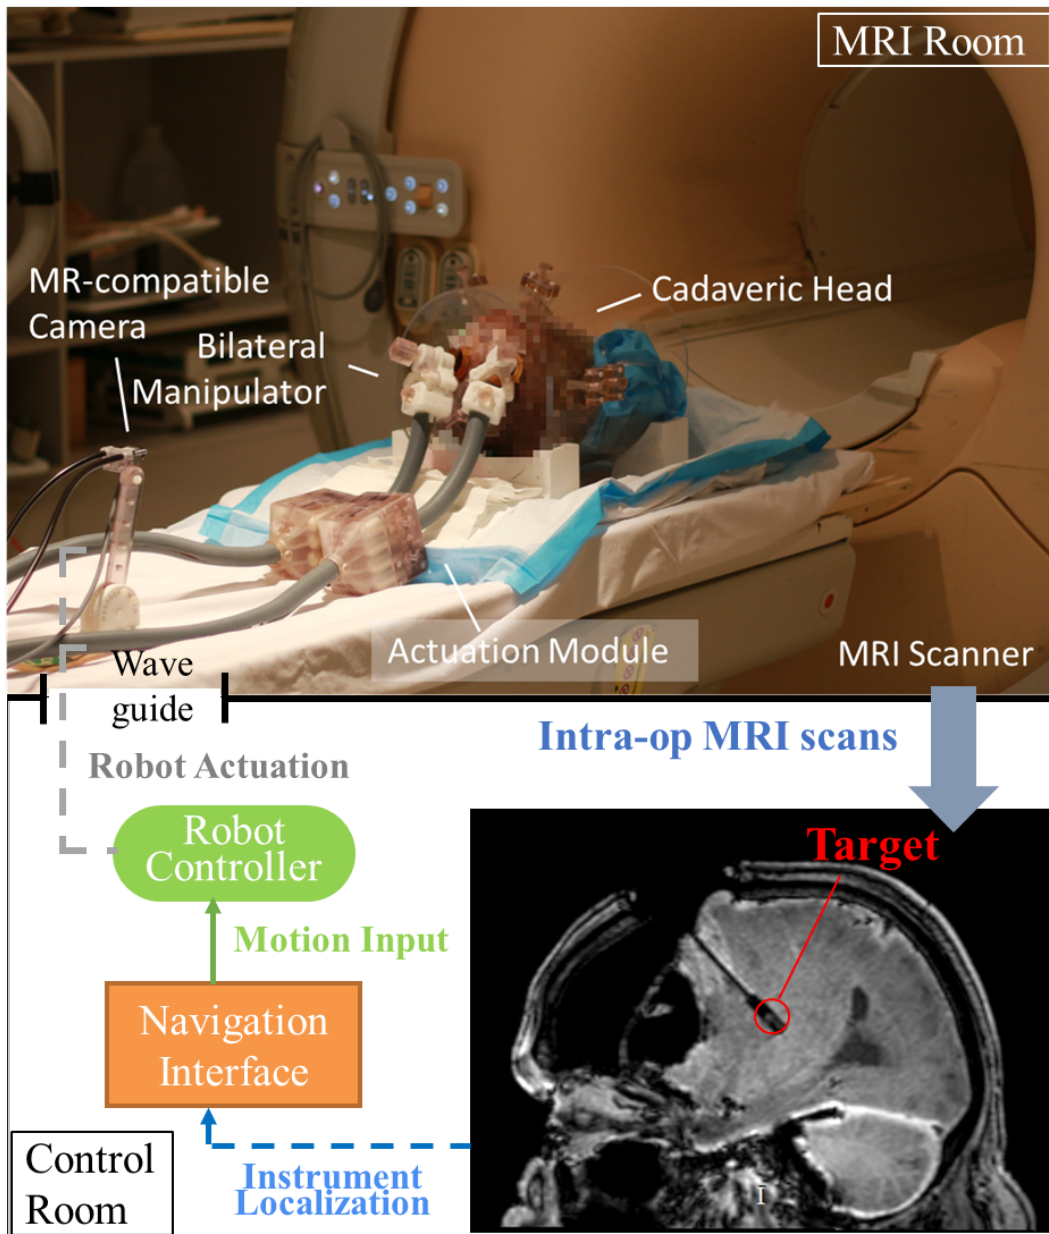 MRI Room
MR-compatible
Camera
Bilateral
Manipulator
Cadaveric Head
Actuation Module
MRI Scanner
Wave
guide
Intra-op MRI scans
Robot Actuation
Robot
Controller
Target
Motion Input
Navigation
Interface
Instrument
Localization
Control
Room
I